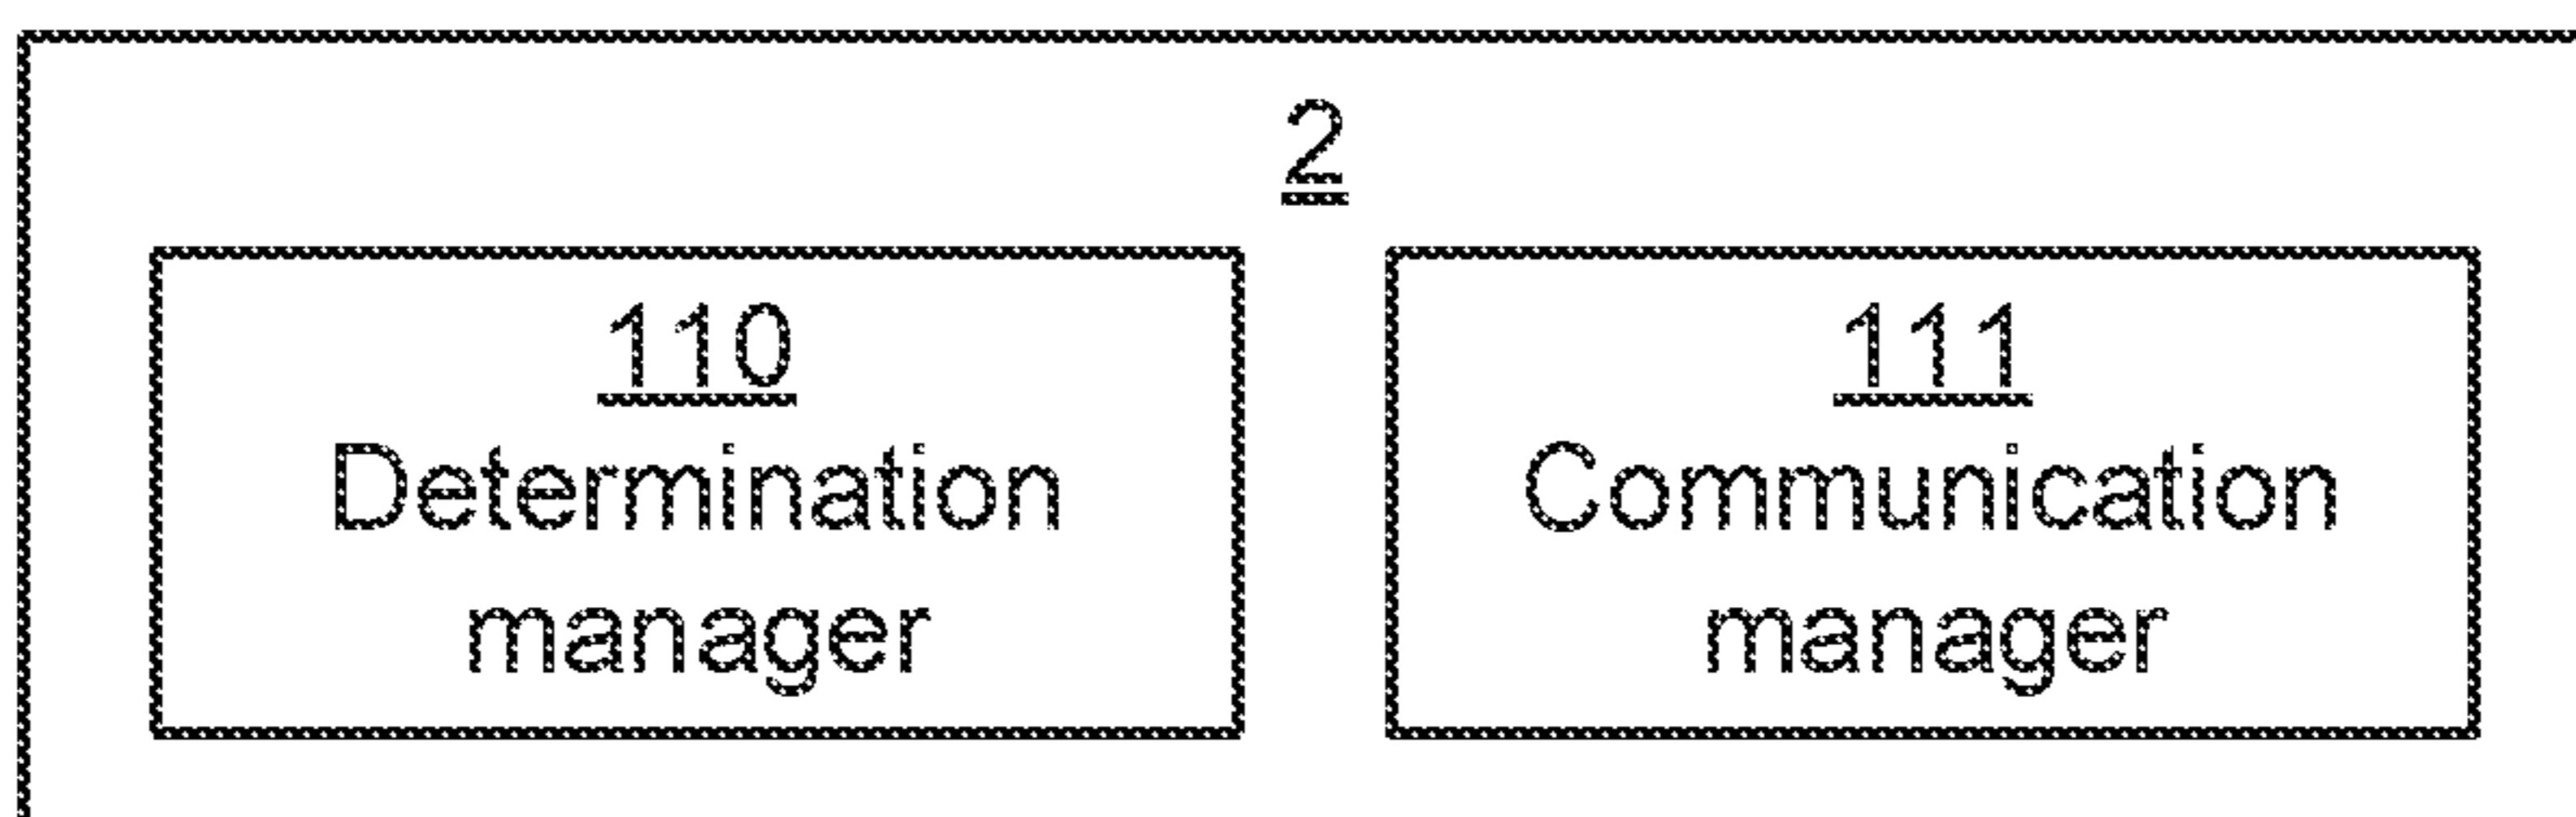 2
110
Determination
manager
111
Communication
manager